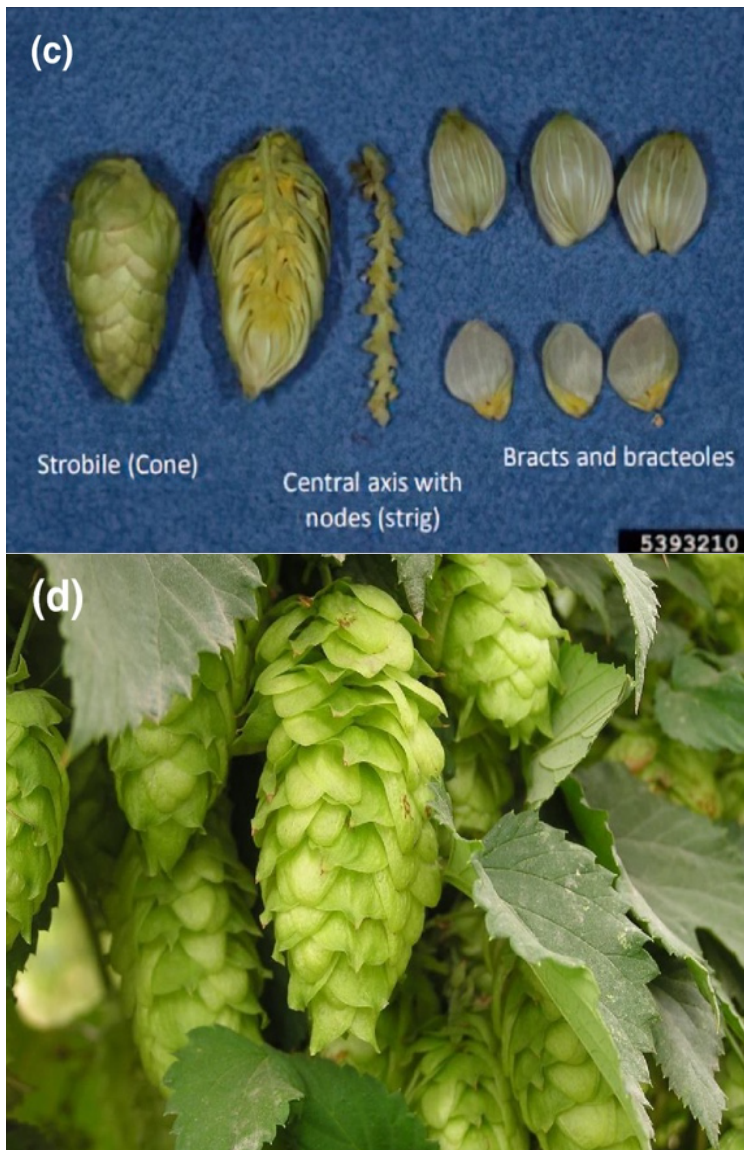 (c)
Strobile (Cone)
Central axis with
nodes (strig)
Bracts and bracteoles
5393210
(d)